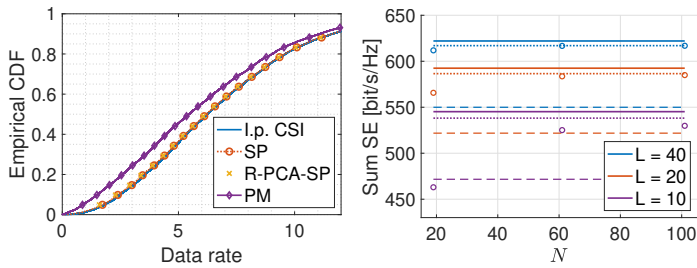 Empirical CDF
1
0.8
0.6
0.4
0.2
0
0
5
10
Data rate
l.p. CSI
SP
R-PCA-SP
PM
Sum SE [bit/s/Hz]
650
600
550
500
450
20
40
60
80
100
N
L = 40
L = 20
L = 10